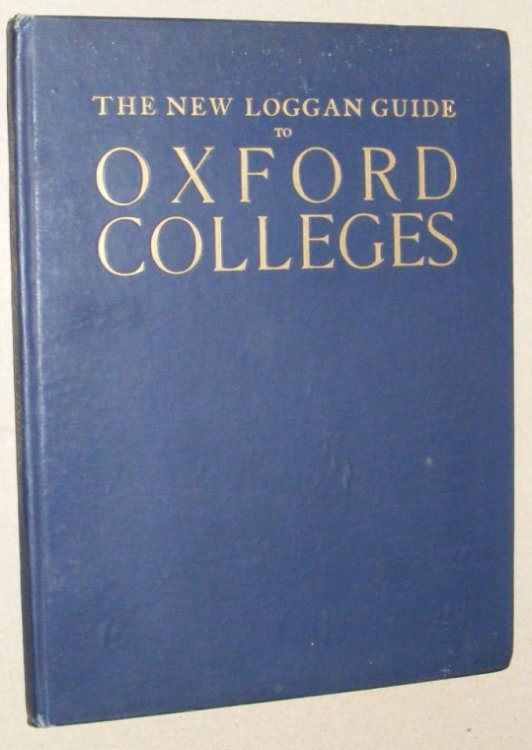 THE NEW LOGGAN GUIDE
TO
OXFORD
COLLEGES